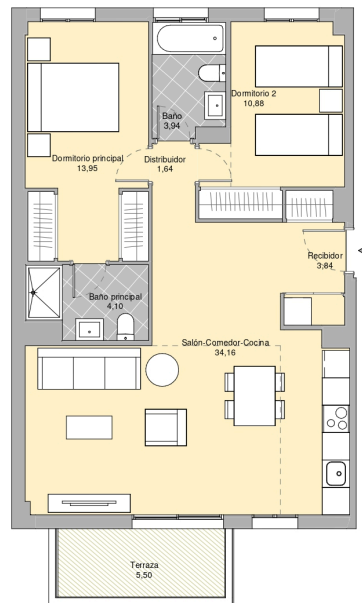 Dormitorio 2
10,88
Baño
3,94
Dormitorio principal
13,95
Distribuidor
1,64
Recibidor
3,84
Baño principal
4,10
Salón-Comedor-Cocina
34,16
Terraza
5,50